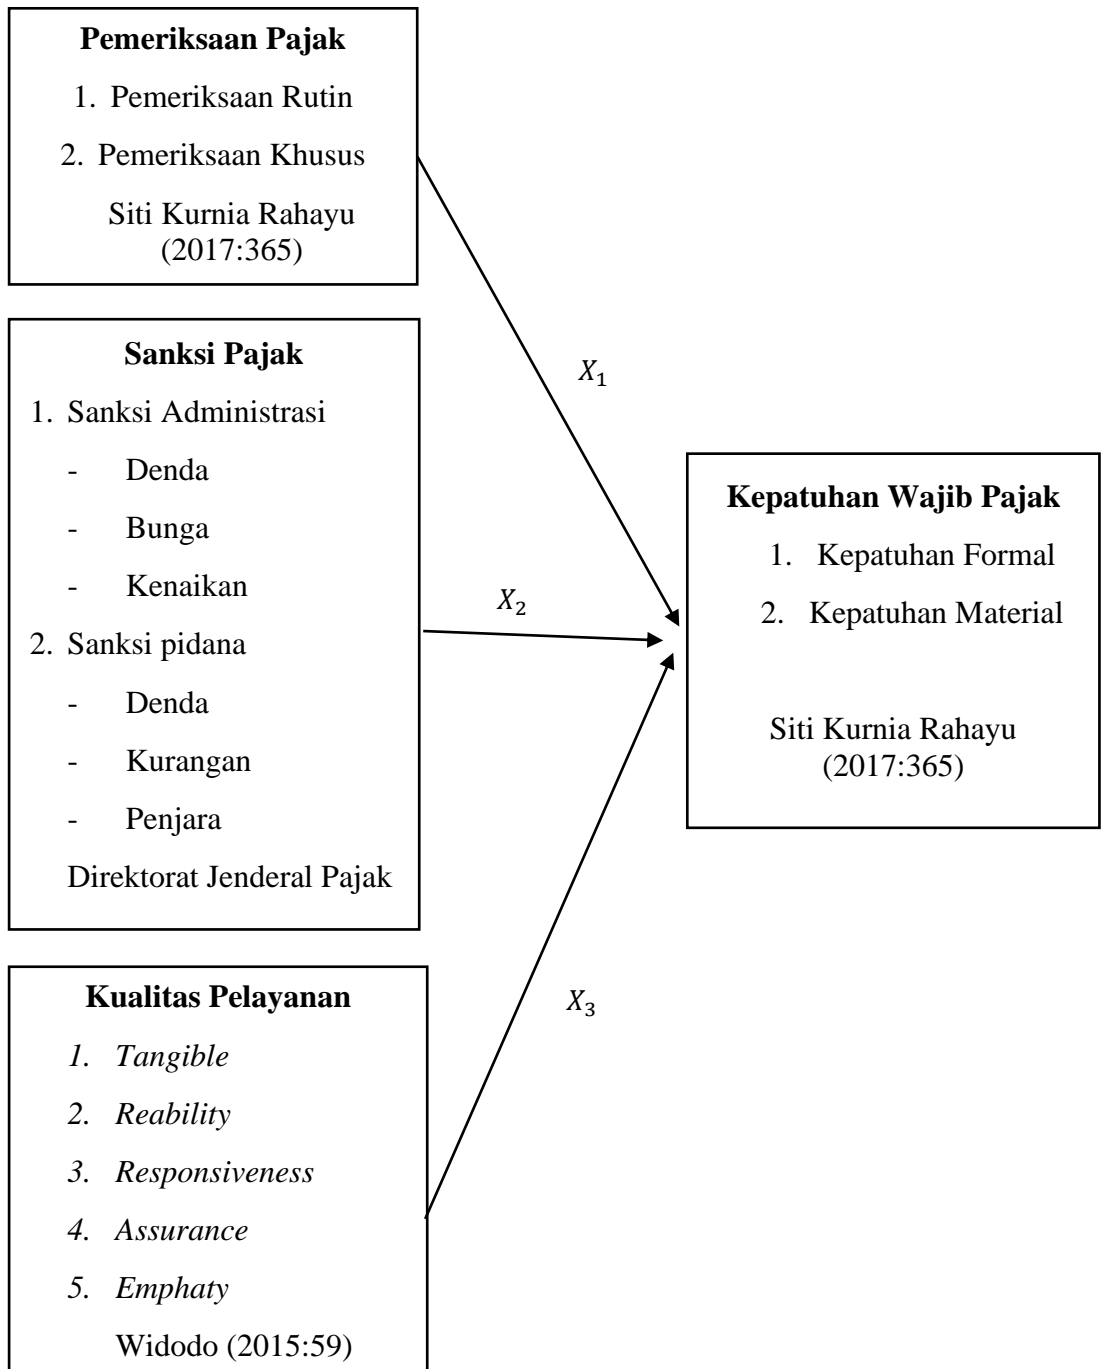 Pemeriksaan Pajak
1. Pemeriksaan Rutin
2. Pemeriksaan Khusus
Siti Kurnia Rahayu
(2017:365)
Sanksi Pajak
1. Sanksi Administrasi
- Denda
- Bunga
- Kenaikan
2. Sanksi pidana
- Denda
- Kurangan
- Penjara
Direktorat Jenderal Pajak
Kualitas Pelayanan
1. Tangible
2. Reability
3. Responsiveness
4. Assurance
5. Emphaty
Widodo (2015:59)
X₁
X₂
X₃
Kepatuhan Wajib Pajak
1. Kepatuhan Formal
2. Kepatuhan Material
Siti Kurnia Rahayu
(2017:365)